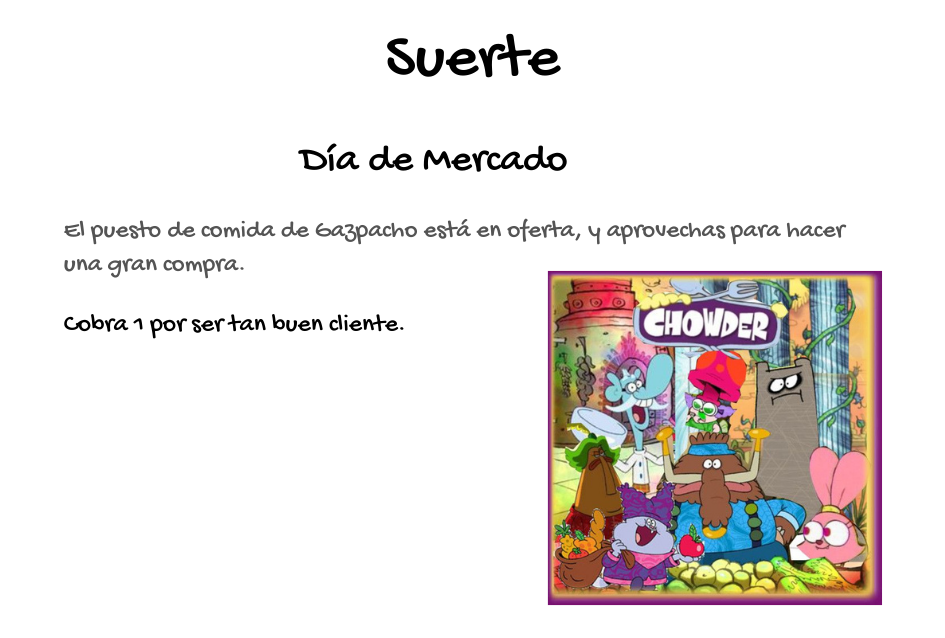 Suerte
Día de Mercado
El puesto de comida de Gazpacho está en oferta, y aprovechas para hacer
una gran compra.
Cobra 1 por ser tan buen cliente.
CHOWDER